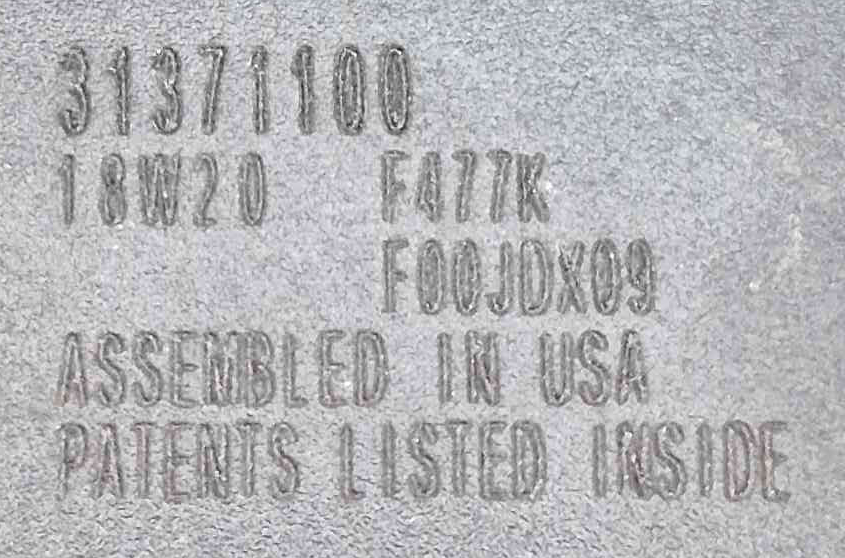 31371100
18W20 F477K
F00JDX09
ASSEMBLED IN USA
PATENTS LISTED INSIDE